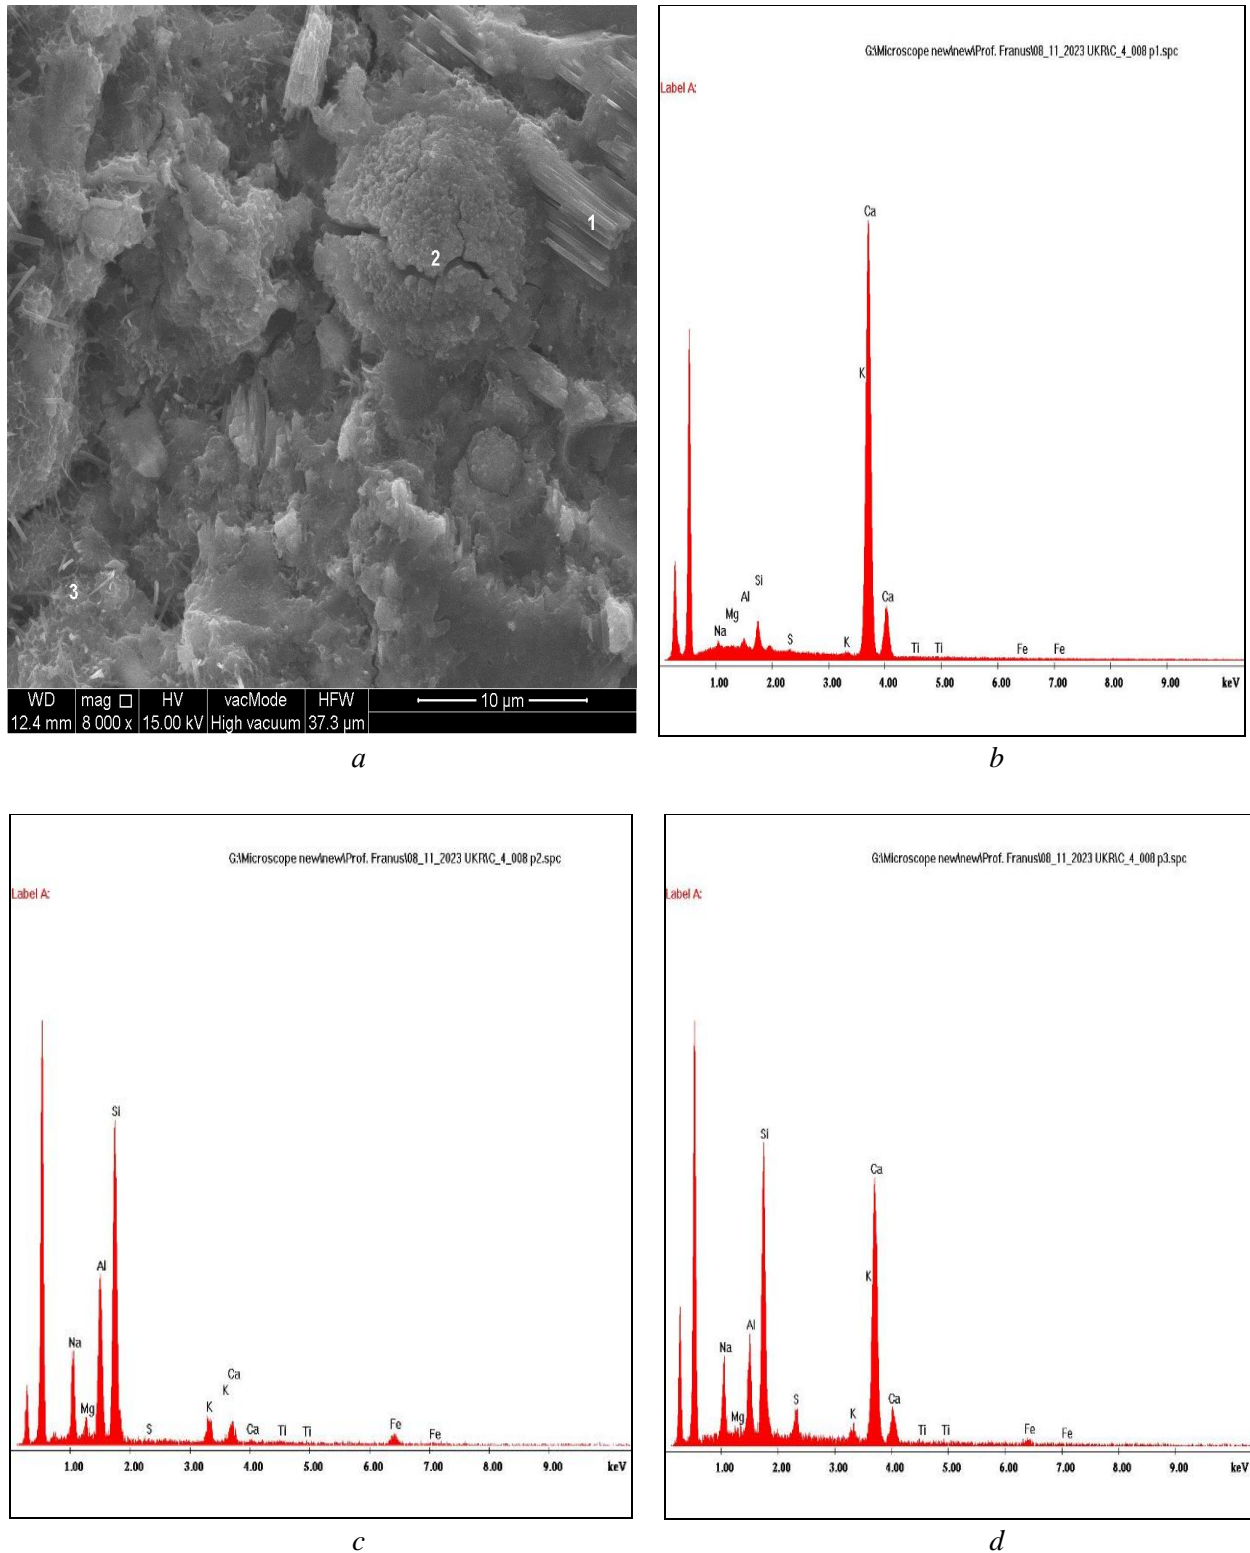 1
2
3
WD mag □ HV vacMode HFW
12.4 mm 8 000 x 15.00 kV High vacuum 37.3 µm
10 µm
a
G:\Microscope new\new\Prof. Franus\08_11_2023 UKR\C_4_008 p1.spc
Label A:
Ca
K
Si
Al
Mg
Na
S
K
Ca
Ti Ti
Fe Fe
1.00 2.00 3.00 4.00 5.00 6.00 7.00 8.00 9.00 keV
b
G:\Microscope new\new\Prof. Franus\08_11_2023 UKR\C_4_008 p2.spc
Label A:
Si
Al
Na
Mg
S
K
K
Ca
Ca
Ti Ti
Fe
Fe
1.00 2.00 3.00 4.00 5.00 6.00 7.00 8.00 9.00 keV
c
G:\Microscope new\new\Prof. Franus\08_11_2023 UKR\C_4_008 p3.spc
Label A:
Si
Ca
K
Al
Na
Mg
S
K
Ca
Ti Ti
Fe
Fe
1.00 2.00 3.00 4.00 5.00 6.00 7.00 8.00 9.00 keV
d